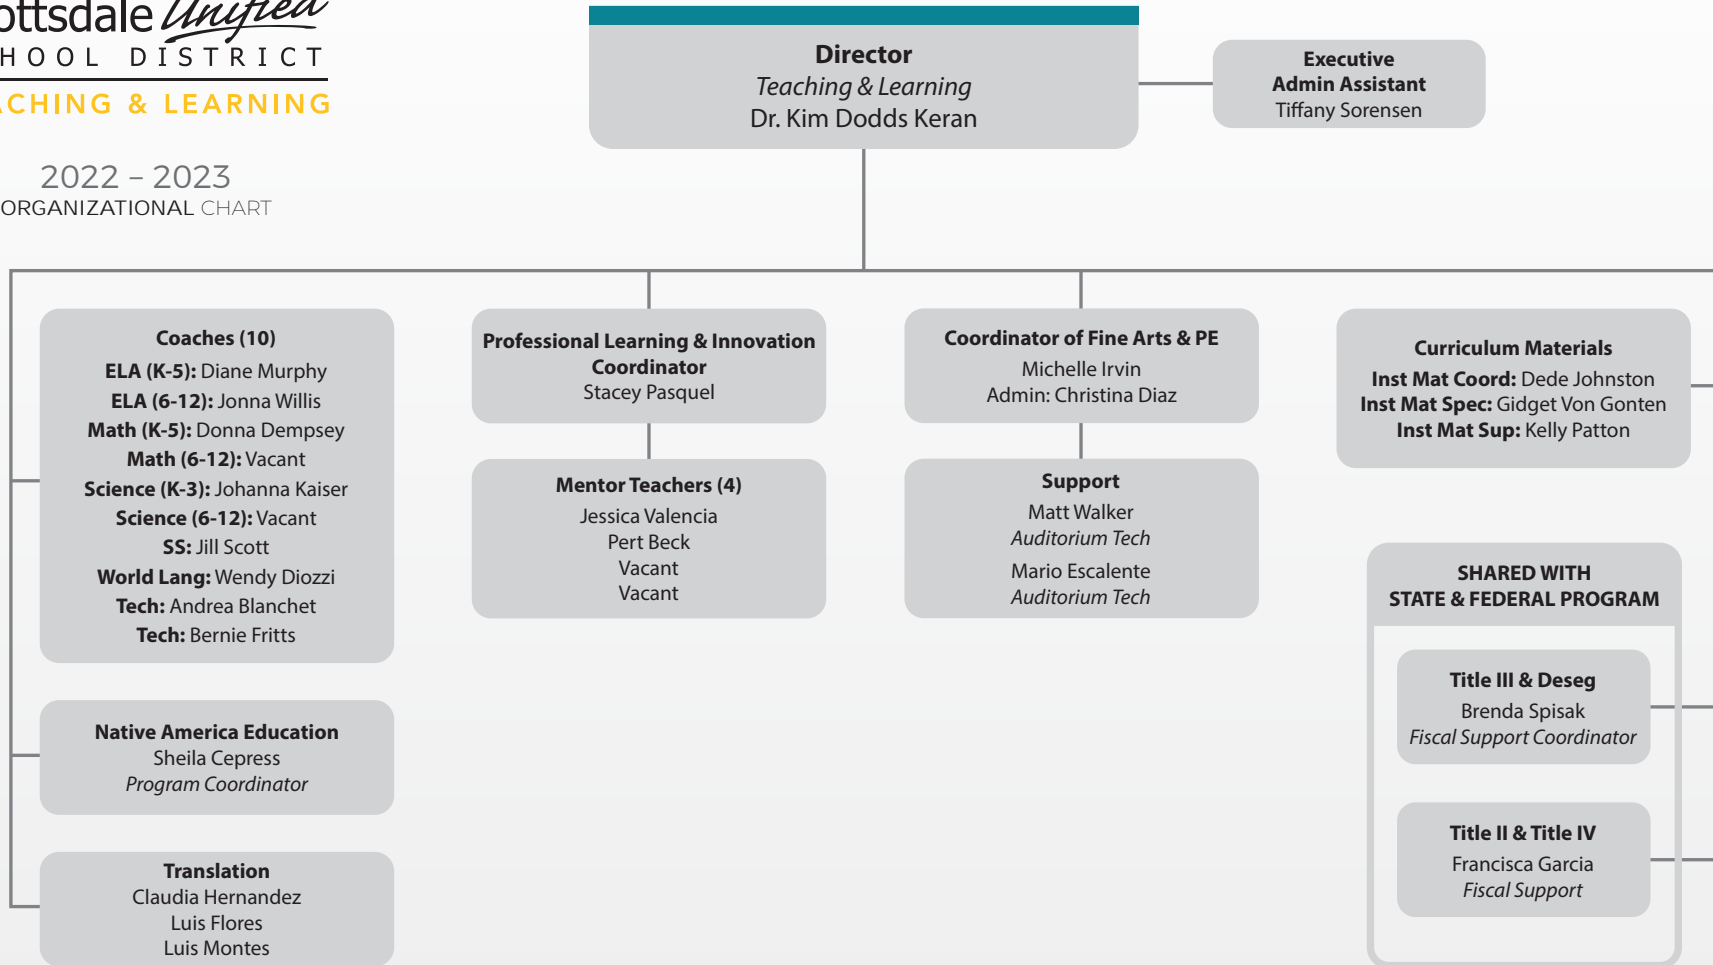 ottsdale Unified
HOOL DISTRICT
ACHING & LEARNING
2022 – 2023
ORGANIZATIONAL CHART
Director
Teaching & Learning
Dr. Kim Dodds Keran
Executive
Admin Assistant
Tiffany Sorensen
Coaches (10)
ELA (K-5): Diane Murphy
ELA (6-12): Jonna Willis
Math (K-5): Donna Dempsey
Math (6-12): Vacant
Science (K-3): Johanna Kaiser
Science (6-12): Vacant
SS: Jill Scott
World Lang: Wendy Diozzi
Tech: Andrea Blanchet
Tech: Bernie Fritts
Native America Education
Sheila Cepress
Program Coordinator
Translation
Claudia Hernandez
Luis Flores
Luis Montes
Professional Learning & Innovation
Coordinator
Stacey Pasquel
Mentor Teachers (4)
Jessica Valencia
Pert Beck
Vacant
Vacant
Coordinator of Fine Arts & PE
Michelle Irvin
Admin: Christina Diaz
Support
Matt Walker
Auditorium Tech
Mario Escalente
Auditorium Tech
Curriculum Materials
Inst Mat Coord: Dede Johnston
Inst Mat Spec: Gidget Von Gonten
Inst Mat Sup: Kelly Patton
SHARED WITH
STATE & FEDERAL PROGRAM
Title III & Deseg
Brenda Spisak
Fiscal Support Coordinator
Title II & Title IV
Francisca Garcia
Fiscal Support